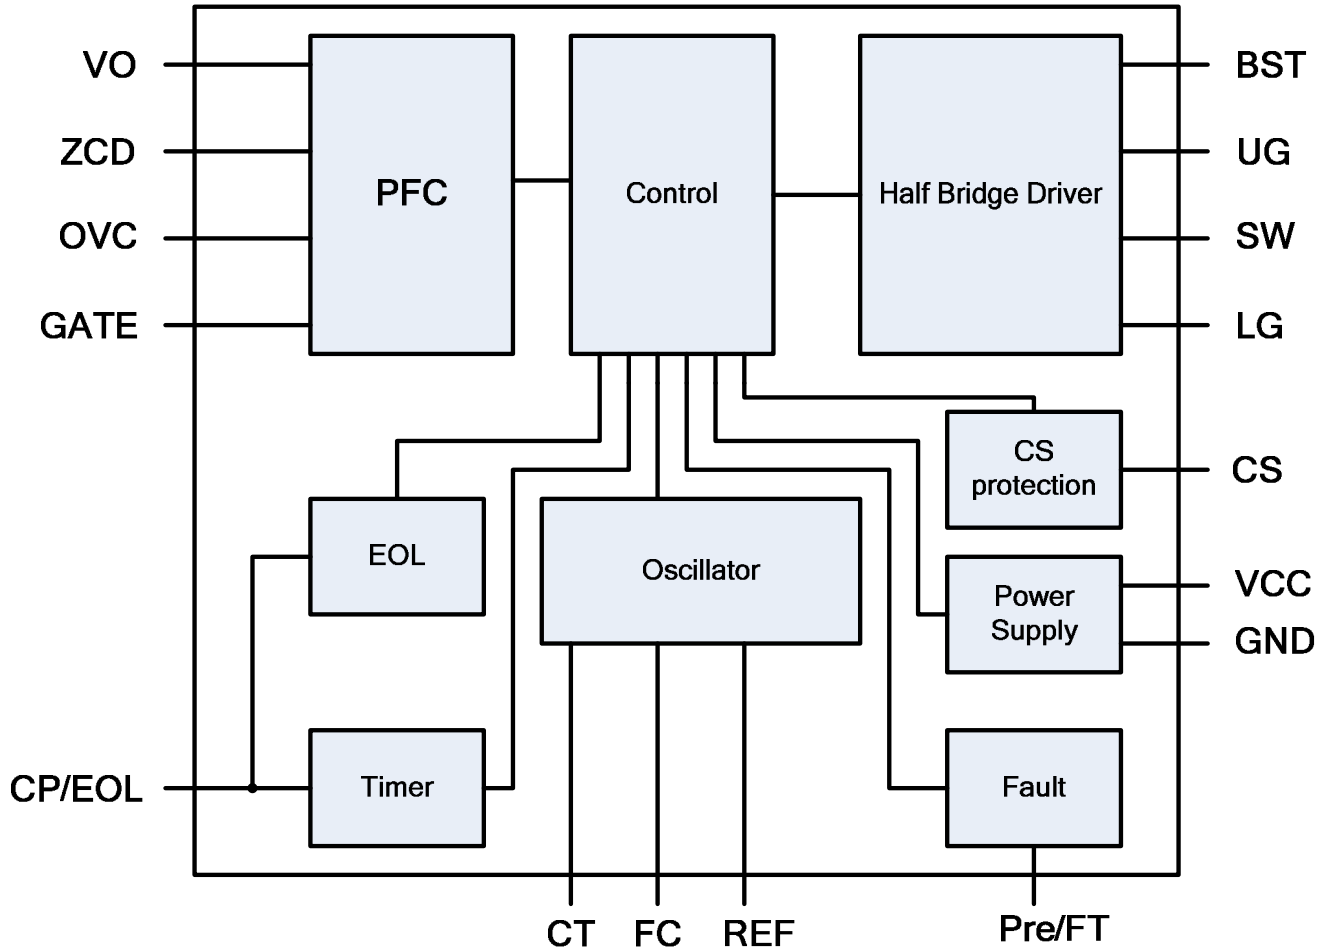 VO
BST
ZCD
UG
PFC
Control
Half Bridge Driver
OVC
SW
GATE
LG
CS
protection
CS
EOL
Oscillator
Power
Supply
VCC
GND
CP/EOL
Timer
Fault
CT
FC
REF
Pre/FT